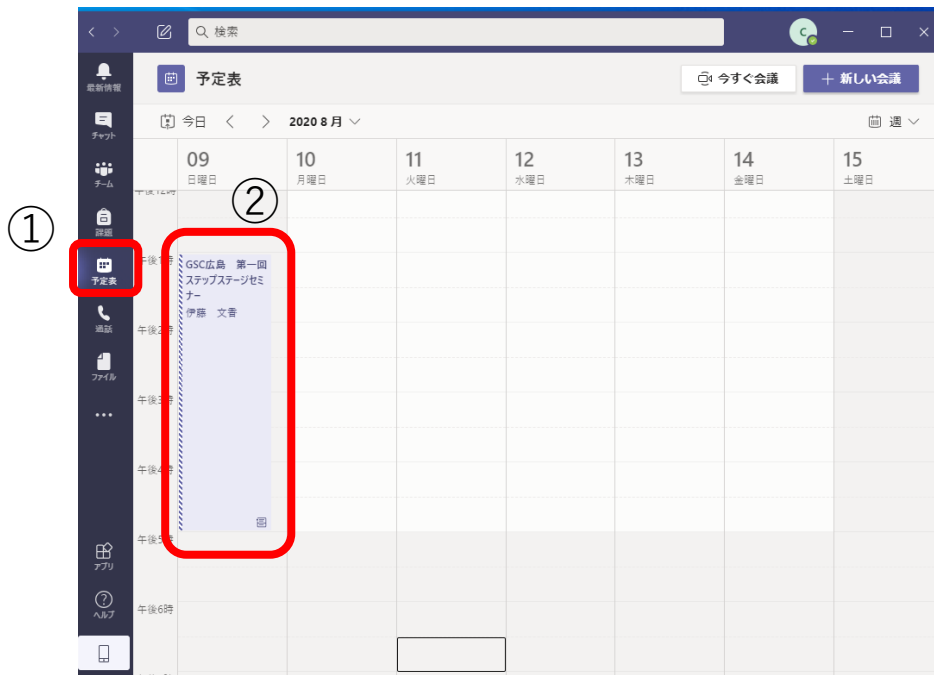 検索
C
最新情報
予定表
今すぐ会議
新しい会議
チャット
今日
2020 8 月
週
チーム
09
10
11
12
13
14
15
日曜日
月曜日
火曜日
水曜日
木曜日
金曜日
土曜日
午後12時
②
①
課題
予定表
午後1時
GSC広島 第一回
ステップステージセミ
ナー
伊藤 文香
通話
午後2時
ファイル
午後3時
午後4時
午後5時
アプリ
ヘルプ
午後6時